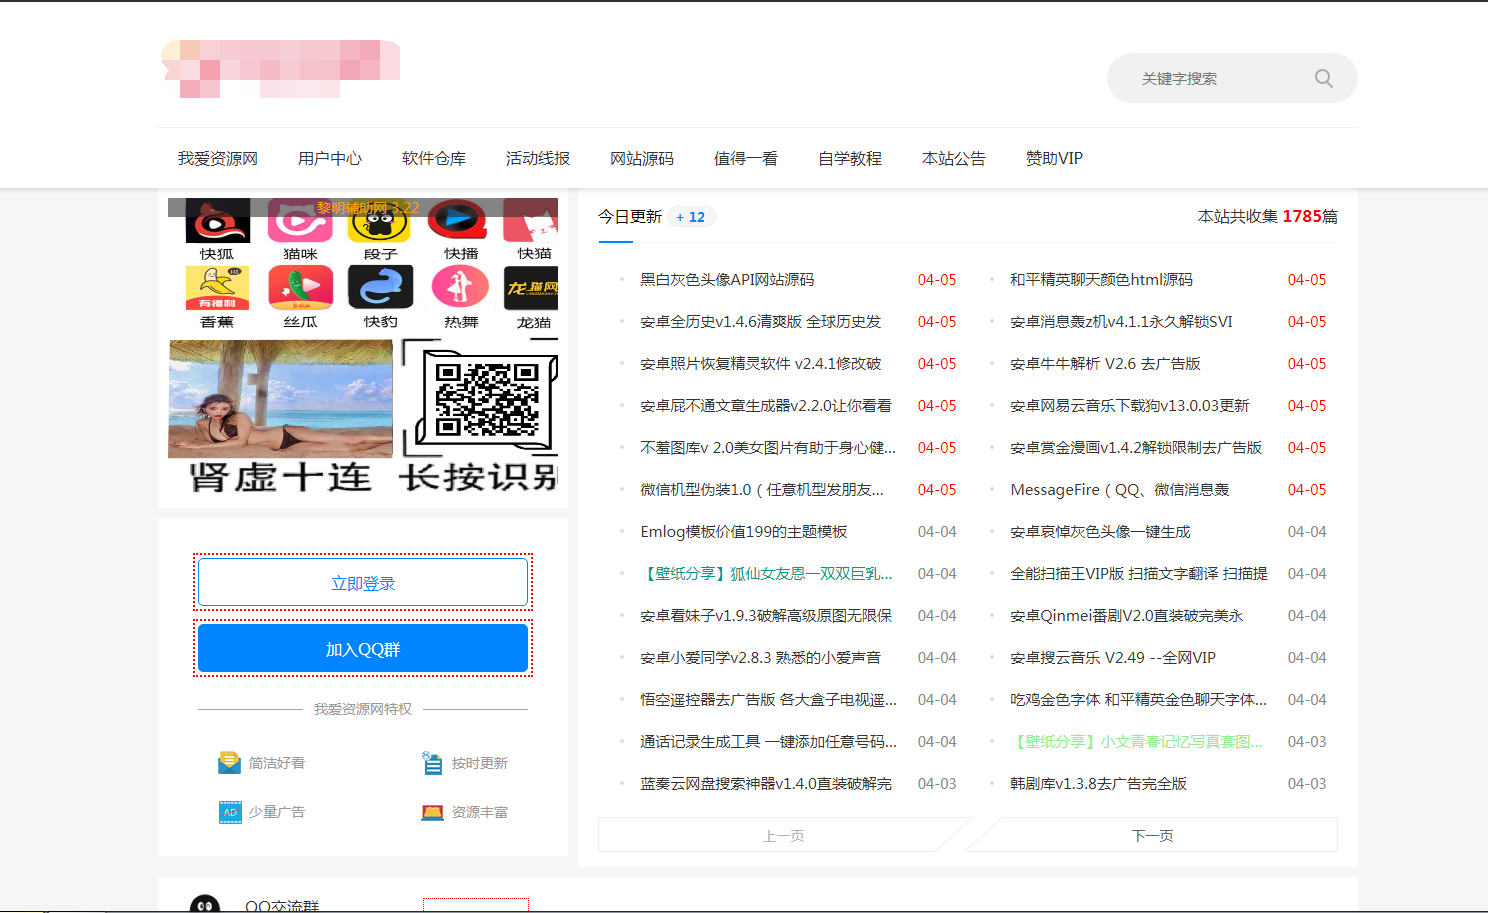 关键字搜索
我爱资源网 用户中心 软件仓库 活动线报 网站源码 值得一看 自学教程 本站公告 赞助VIP
黎明辅助网 3.22
快狐 猫咪 段子 快播 快猫
有福利
龙猫网
香蕉 丝瓜 快豹 热舞 龙猫
肾虚十连 长按识别
立即登录
加入QQ群
我爱资源网特权
简洁好看 按时更新
AD 少量广告 资源丰富
今日更新 + 12 本站共收集 1785篇
黑白灰色头像API网站源码 04-05 和平精英聊天颜色html源码 04-05
安卓全历史v1.4.6清爽版 全球历史发 04-05 安卓消息轰z机v4.1.1永久解锁SVI 04-05
安卓照片恢复精灵软件 v2.4.1修改破 04-05 安卓牛牛解析 V2.6 去广告版 04-05
安卓屁不通文章生成器v2.2.0让你看看 04-05 安卓网易云音乐下载狗v13.0.03更新 04-05
不羞图库v 2.0美女图片有助于身心健... 04-05 安卓赏金漫画v1.4.2解锁限制去广告版 04-05
微信机型伪装1.0（任意机型发朋友... 04-05 MessageFire（QQ、微信消息轰 04-05
Emlog模板价值199的主题模板 04-04 安卓哀悼灰色头像一键生成 04-04
【壁纸分享】狐仙女友恩一双双巨乳... 04-04 全能扫描王VIP版 扫描文字翻译 扫描提 04-04
安卓看妹子v1.9.3破解高级原图无限保 04-04 安卓Qinmei番剧V2.0直装破完美永 04-04
安卓小爱同学v2.8.3 熟悉的小爱声音 04-04 安卓搜云音乐 V2.49 --全网VIP 04-04
悟空遥控器去广告版 各大盒子电视遥... 04-04 吃鸡金色字体 和平精英金色聊天字体... 04-04
通话记录生成工具 一键添加任意号码... 04-04 【壁纸分享】小文青春记忆写真套图... 04-03
蓝奏云网盘搜索神器v1.4.0直装破解完 04-03 韩剧库v1.3.8去广告完全版 04-03
上一页 下一页
QQ交流群